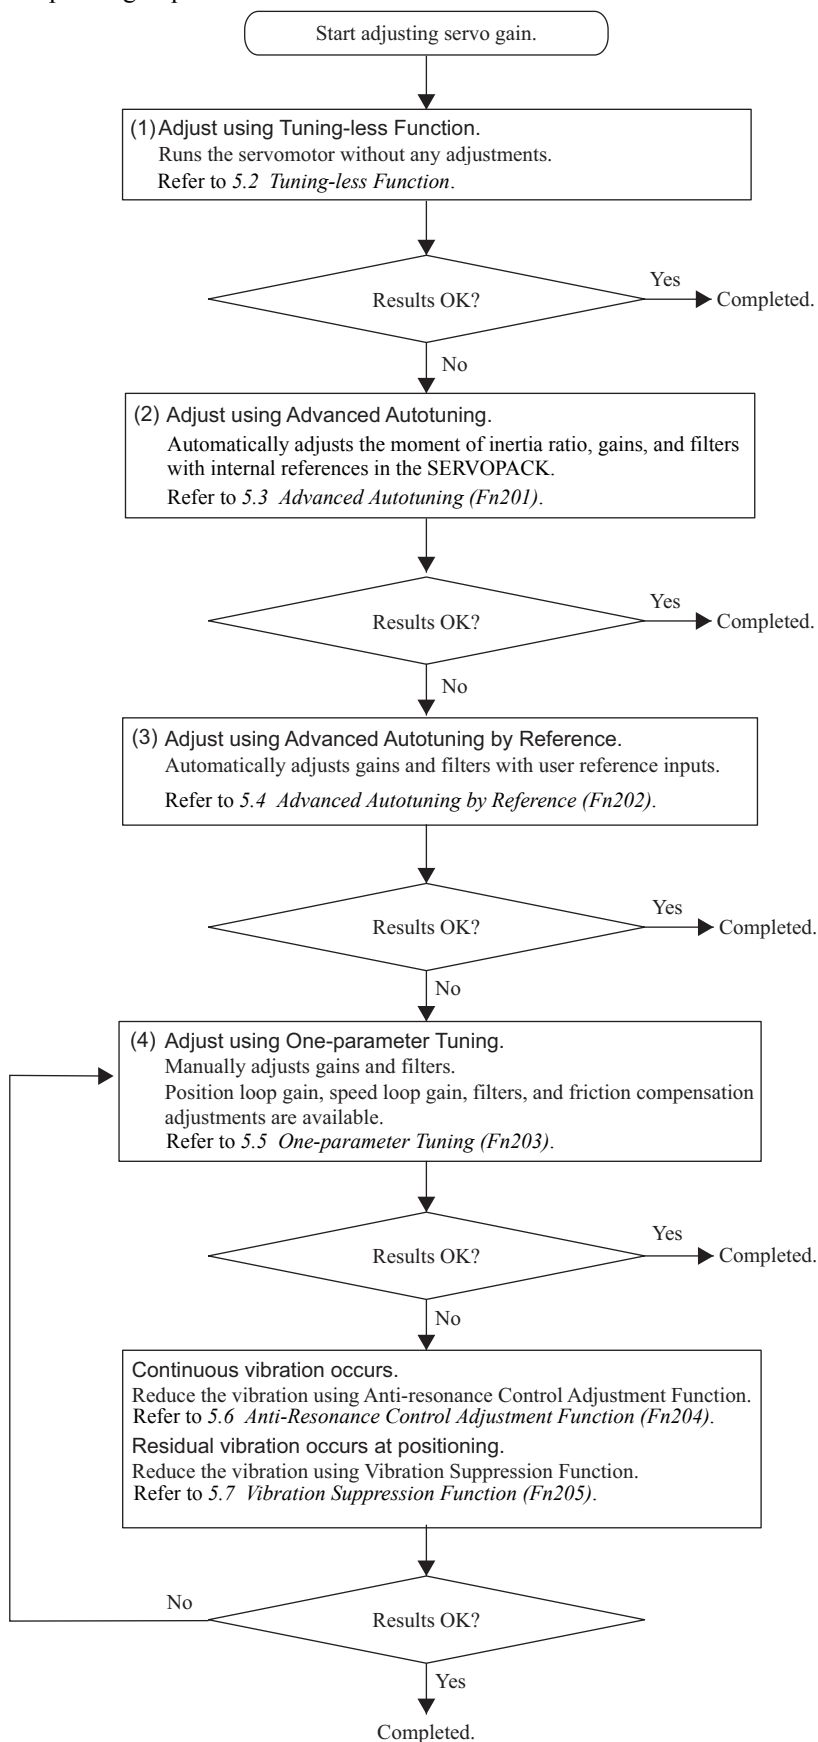 Start adjusting servo gain.
(1) Adjust using Tuning-less Function.
Runs the servomotor without any adjustments.
Refer to 5.2 Tuning-less Function.
Results OK?
Yes
Completed.
No
(2) Adjust using Advanced Autotuning.
Automatically adjusts the moment of inertia ratio, gains, and filters
with internal references in the SERVOPACK.
Refer to 5.3 Advanced Autotuning (Fn201).
Results OK?
Yes
Completed.
No
(3) Adjust using Advanced Autotuning by Reference.
Automatically adjusts gains and filters with user reference inputs.
Refer to 5.4 Advanced Autotuning by Reference (Fn202).
Results OK?
Yes
Completed.
No
(4) Adjust using One-parameter Tuning.
Manually adjusts gains and filters.
Position loop gain, speed loop gain, filters, and friction compensation
adjustments are available.
Refer to 5.5 One-parameter Tuning (Fn203).
Results OK?
Yes
Completed.
No
Continuous vibration occurs.
Reduce the vibration using Anti-resonance Control Adjustment Function.
Refer to 5.6 Anti-Resonance Control Adjustment Function (Fn204).
Residual vibration occurs at positioning.
Reduce the vibration using Vibration Suppression Function.
Refer to 5.7 Vibration Suppression Function (Fn205).
No
Results OK?
Yes
Completed.